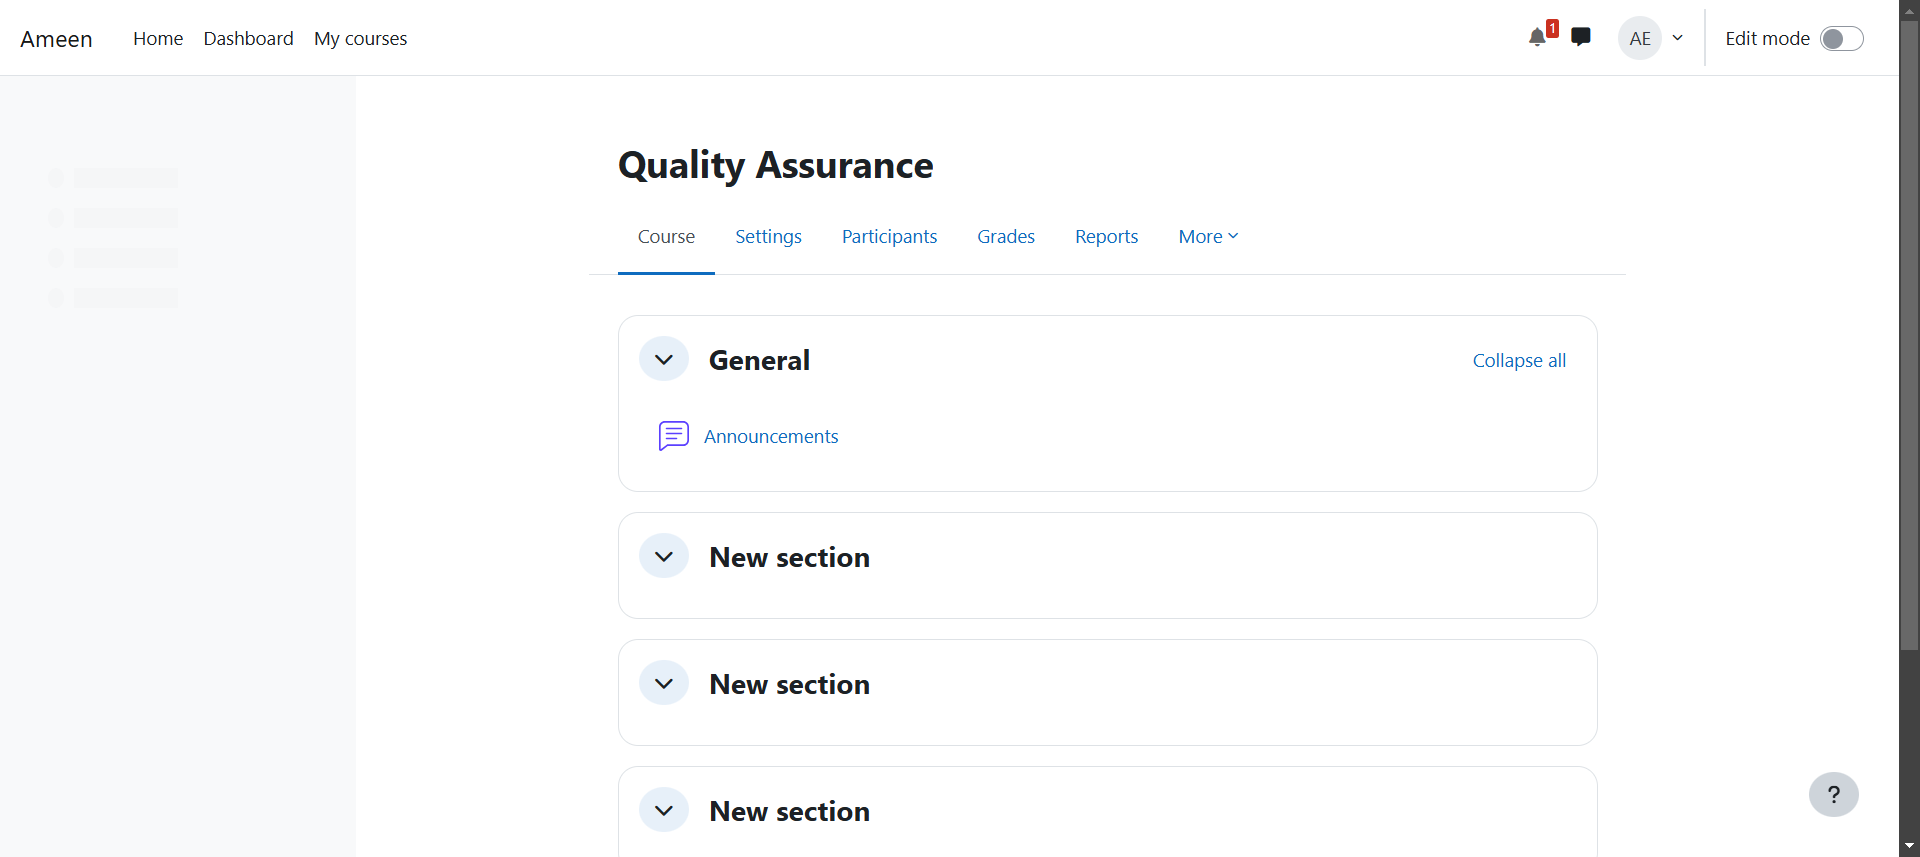 Ameen Home Dashboard My courses 1 AE Edit mode
Quality Assurance
Course Settings Participants Grades Reports More
General Collapse all
Announcements
New section
New section
New section
?